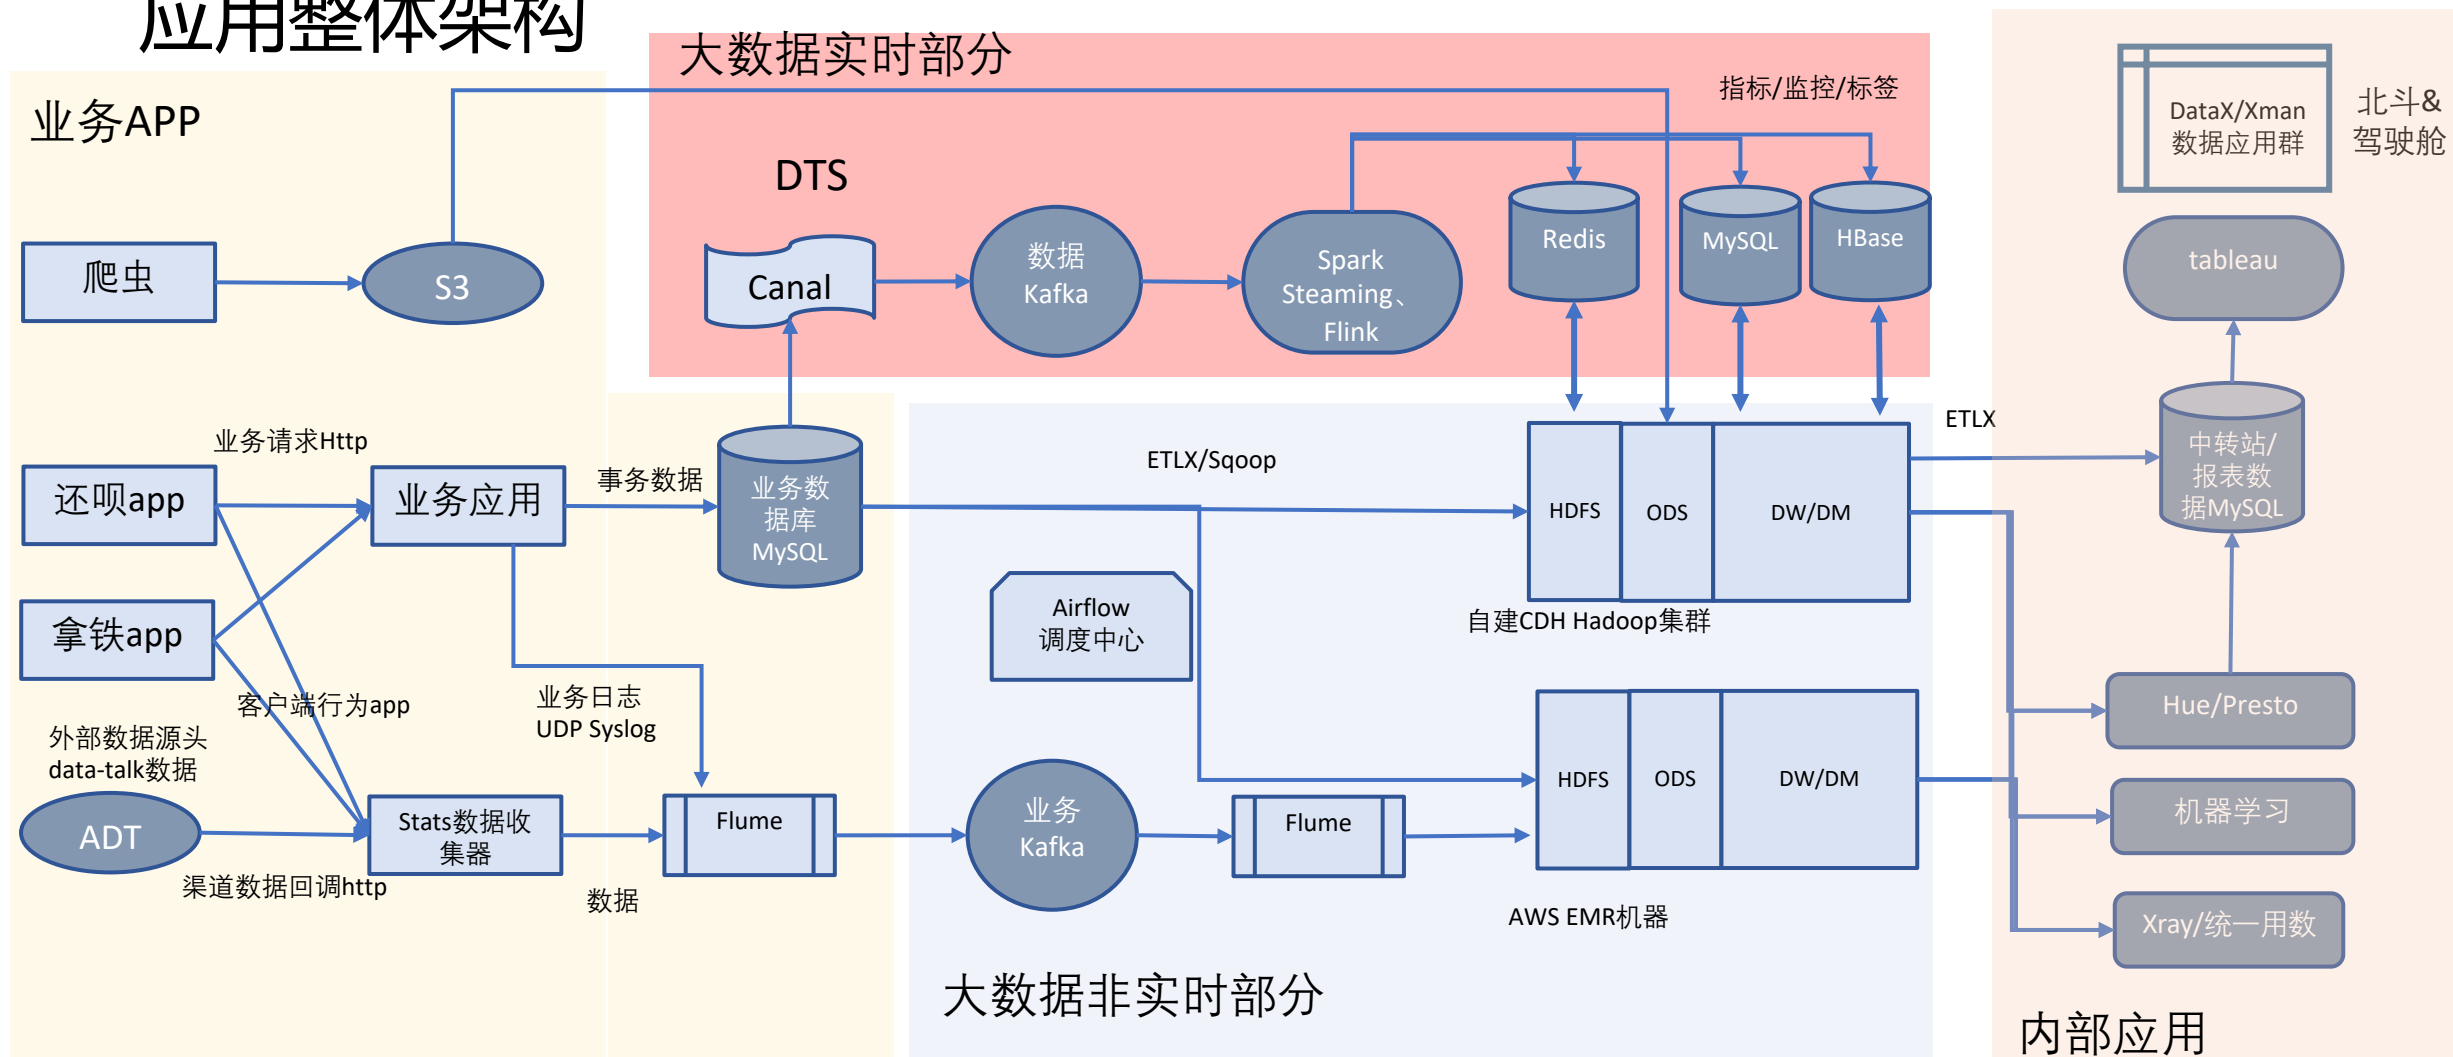 应用整体架构
大数据实时部分
业务APP
指标/监控/标签
DataX/Xman
数据应用群
北斗&
驾驶舱
DTS
爬虫
S3
Canal
数据
Kafka
Spark
Steaming、
Flink
Redis
MySQL
HBase
tableau
业务请求Http
还呗app
业务应用
事务数据
业务数
据库
MySQL
ETLX/Sqoop
HDFS
ODS
DW/DM
ETLX
中转站/
报表数
据MySQL
拿铁app
Airflow
调度中心
自建CDH Hadoop集群
客户端行为app
业务日志
UDP Syslog
Hue/Presto
外部数据源头
data-talk数据
ADT
Stats数据收
集器
Flume
业务
Kafka
Flume
HDFS
ODS
DW/DM
机器学习
渠道数据回调http
数据
AWS EMR机器
Xray/统一用数
大数据非实时部分
内部应用